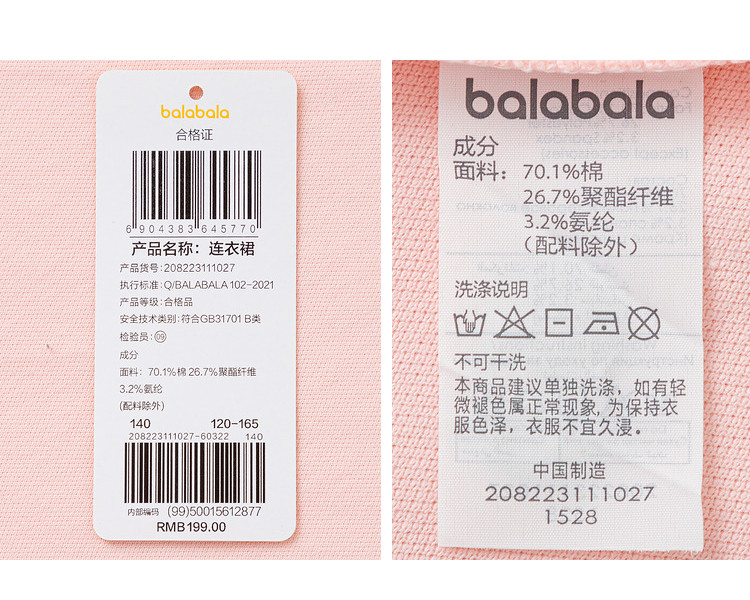 balabala
合格证
6 904383 645770
产品名称：连衣裙
产品货号：208223111027
执行标准：Q/BALABALA 102-2021
产品等级：合格品
安全技术类别：符合GB31701 B类
检验员：09
成分
面料：70.1%棉 26.7%聚酯纤维
3.2%氨纶
(配料除外)
140 120-165
208223111027-60322 140
内部编码 (99)50015612877
RMB 199.00
balabala
成分
面料：70.1%棉
26.7%聚酯纤维
3.2%氨纶
（配料除外）
洗涤说明
不可干洗
本商品建议单独洗涤，如有轻
微褪色属正常现象, 为保持衣
服色泽，衣服不宜久浸。
中国制造
208223111027
1528